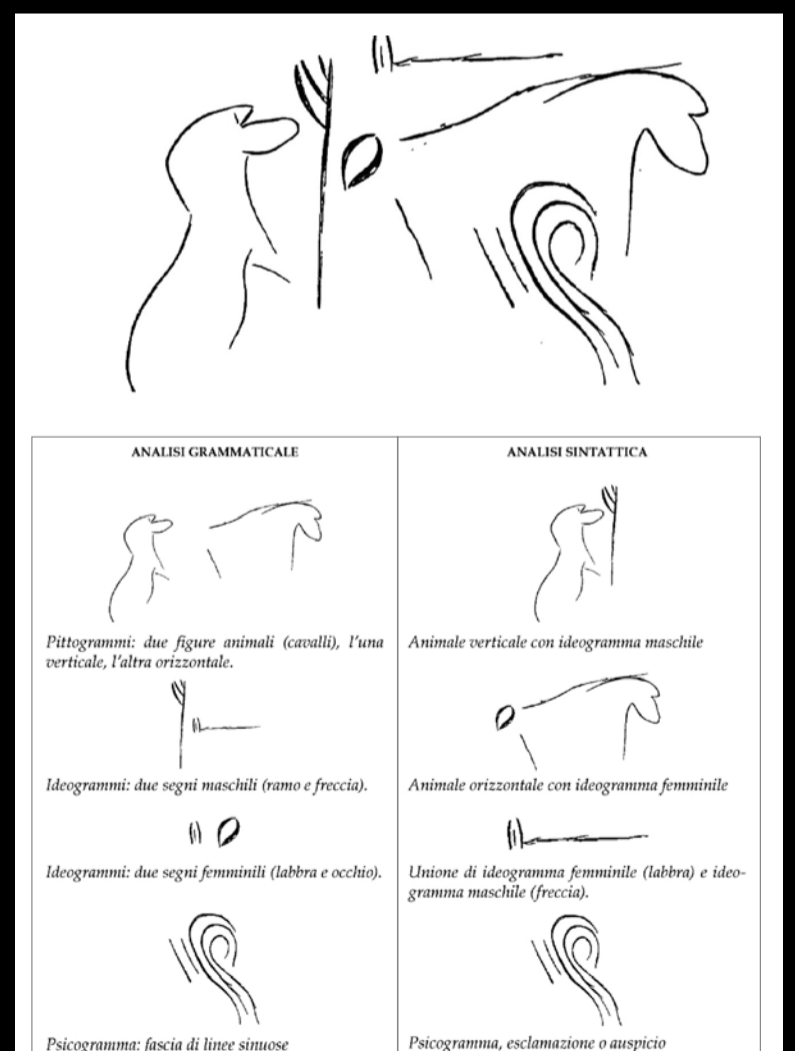 ANALISI GRAMMATICALE
Pittogrammi: due figure animali (cavalli), l'una
verticale, l'altra orizzontale.
Ideogrammi: due segni maschili (ramo e freccia).
Ideogrammi: due segni femminili (labbra e occhio).
Psicogramma: fascia di linee sinuose
ANALISI SINTATTICA
Animale verticale con ideogramma maschile
Animale orizzontale con ideogramma femminile
Unione di ideogramma femminile (labbra) e ideo-
gramma maschile (freccia).
Psicogramma, esclamazione o auspicio